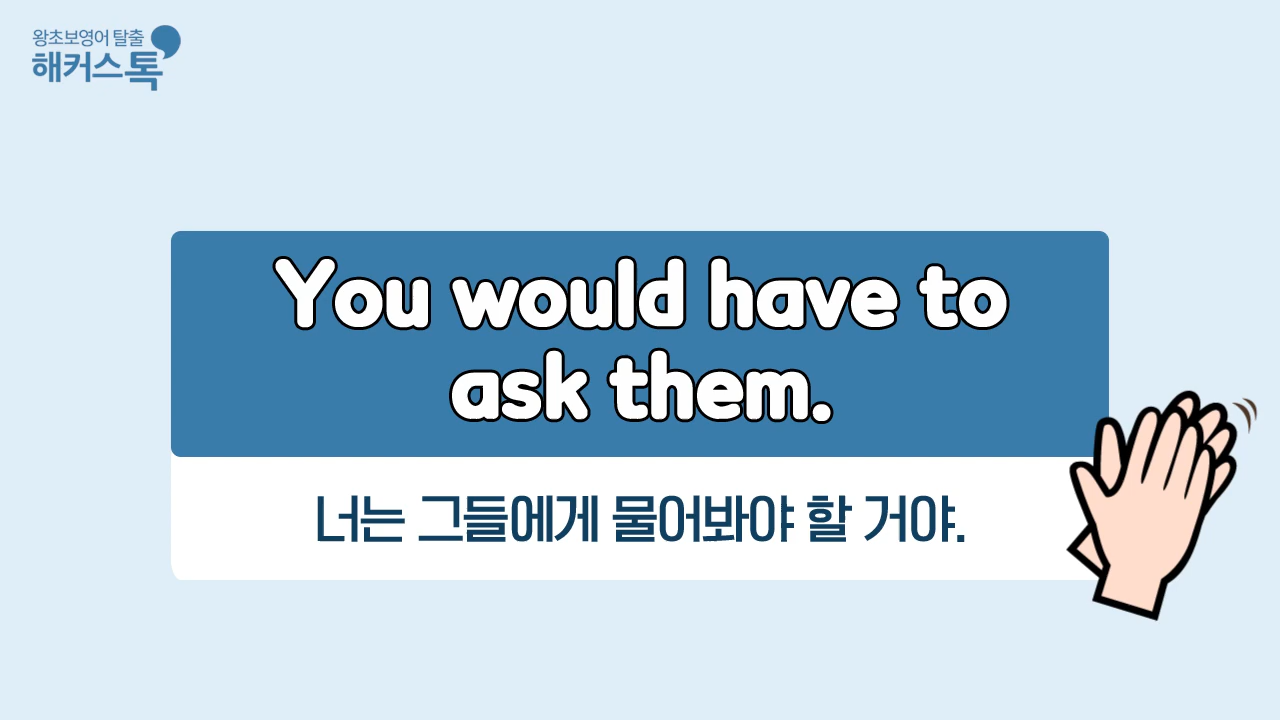 왕초보영어 탈출
해커스톡
You would have to
ask them.
너는 그들에게 물어봐야 할 거야.